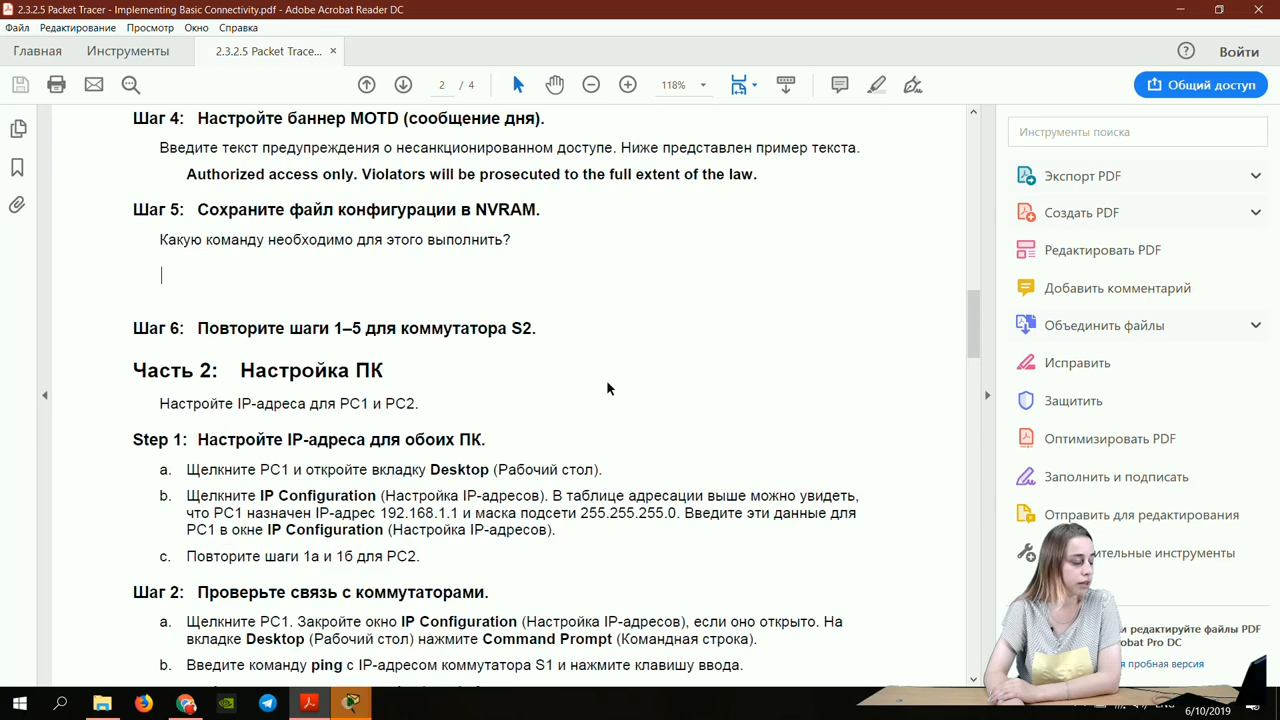 2.3.2.5 Packet Tracer - Implementing Basic Connectivity.pdf - Adobe Acrobat Reader DC
Файл Редактирование Просмотр Окно Справка
Главная Инструменты 2.3.2.5 Packet Trace... × Войти
2 / 4 118% Общий доступ
Шаг 4: Настройте баннер MOTD (сообщение дня).
Введите текст предупреждения о несанкционированном доступе. Ниже представлен пример текста.
Authorized access only. Violators will be prosecuted to the full extent of the law.
Шаг 5: Сохраните файл конфигурации в NVRAM.
Какую команду необходимо для этого выполнить?
Шаг 6: Повторите шаги 1–5 для коммутатора S2.
Часть 2: Настройка ПК
Настройте IP-адреса для PC1 и PC2.
Step 1: Настройте IP-адреса для обоих ПК.
a. Щелкните PC1 и откройте вкладку Desktop (Рабочий стол).
b. Щелкните IP Configuration (Настройка IP-адресов). В таблице адресации выше можно увидеть,
что PC1 назначен IP-адрес 192.168.1.1 и маска подсети 255.255.255.0. Введите эти данные для
PC1 в окне IP Configuration (Настройка IP-адресов).
c. Повторите шаги 1a и 1б для PC2.
Шаг 2: Проверьте связь с коммутаторами.
a. Щелкните PC1. Закройте окно IP Configuration (Настройка IP-адресов), если оно открыто. На
вкладке Desktop (Рабочий стол) нажмите Command Prompt (Командная строка).
b. Введите команду ping с IP-адресом коммутатора S1 и нажмите клавишу ввода.
Инструменты поиска
Экспорт PDF
Создать PDF
Редактировать PDF
Добавить комментарий
Объединить файлы
Исправить
Защитить
Оптимизировать PDF
Заполнить и подписать
Отправить для редактирования
ительные инструменты
и редактируйте файлы PDF
obat Pro DC
я пробная версия
6/10/2019